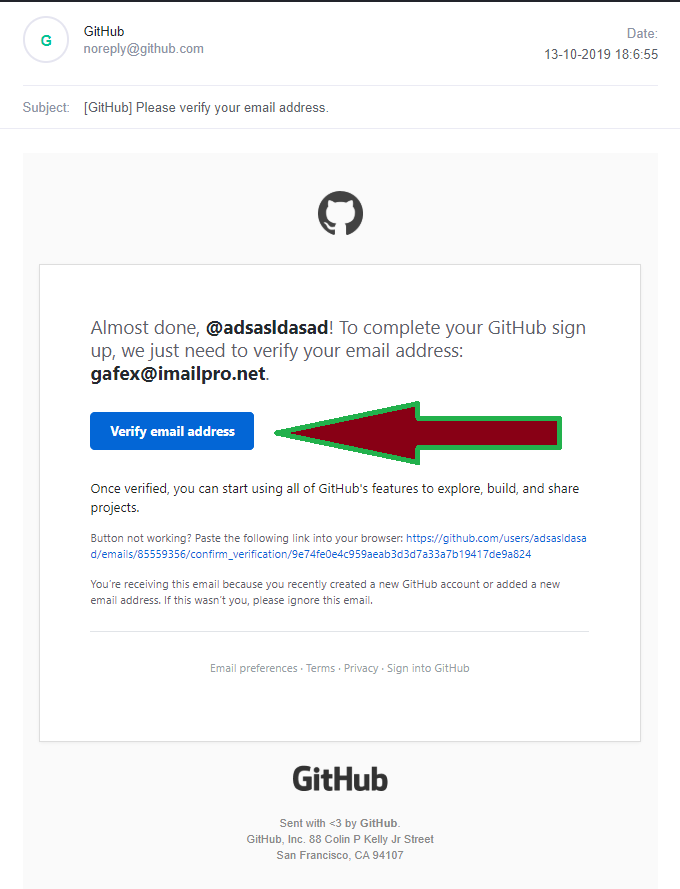 G
GitHub
noreply@github.com
Date:
13-10-2019 18:6:55
Subject: [GitHub] Please verify your email address.
Almost done, @adsasldasad! To complete your GitHub sign
up, we just need to verify your email address:
gafex@imailpro.net.
Verify email address
Once verified, you can start using all of GitHub's features to explore, build, and share
projects.
Button not working? Paste the following link into your browser: https://github.com/users/adsasldasa
d/emails/85559356/confirm_verification/9e74fe0e4c959aeab3d3d7a33a7b19417de9a824
You're receiving this email because you recently created a new GitHub account or added a new
email address. If this wasn't you, please ignore this email.
Email preferences · Terms · Privacy · Sign into GitHub
GitHub
Sent with <3 by GitHub.
GitHub, Inc. 88 Colin P Kelly Jr Street
San Francisco, CA 94107